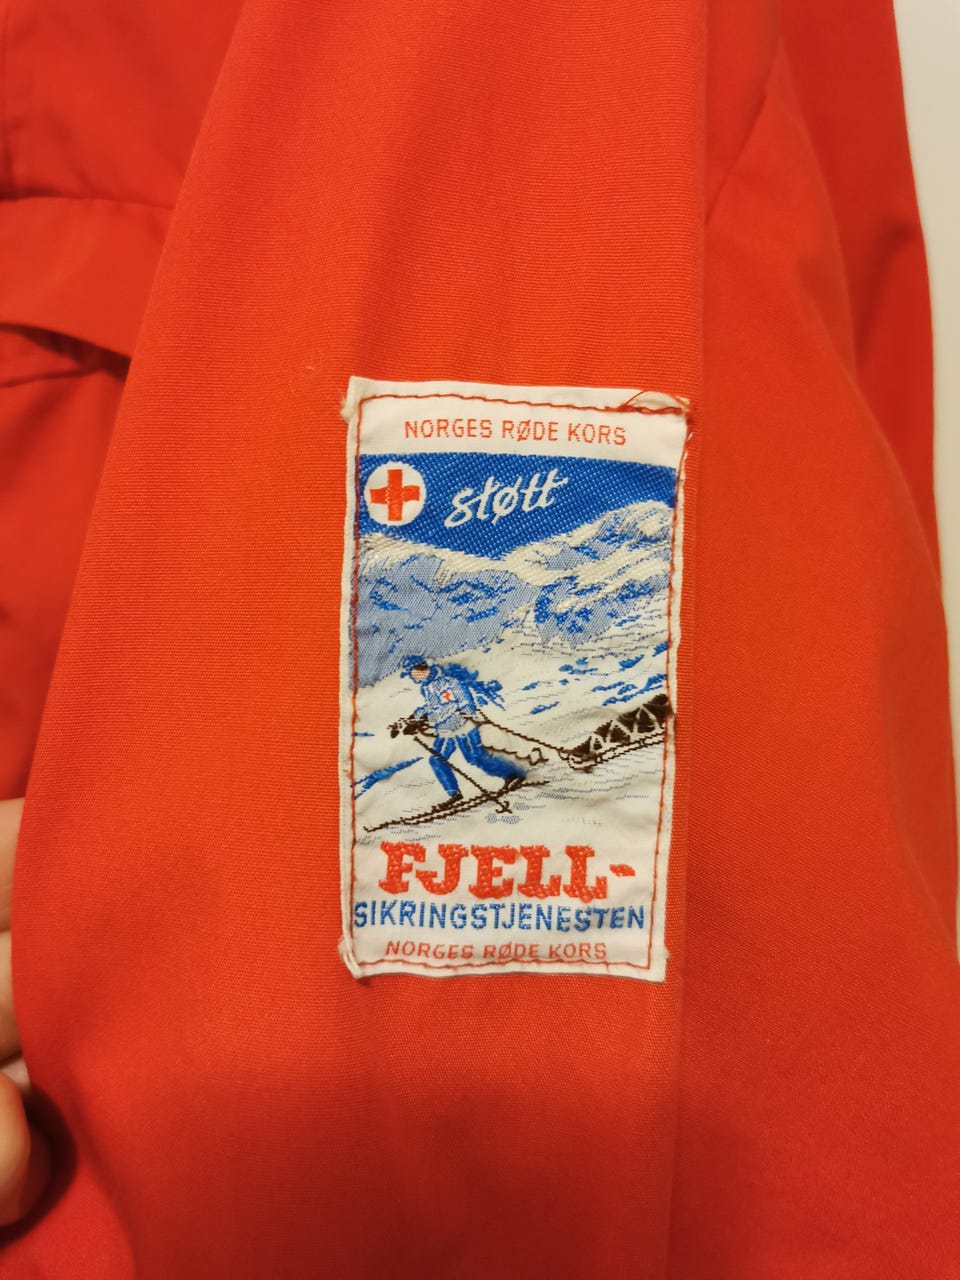 NORGES RØDE KORS
støtt
FJELL-
SIKRINGSTJENESTEN
NORGES RØDE KORS